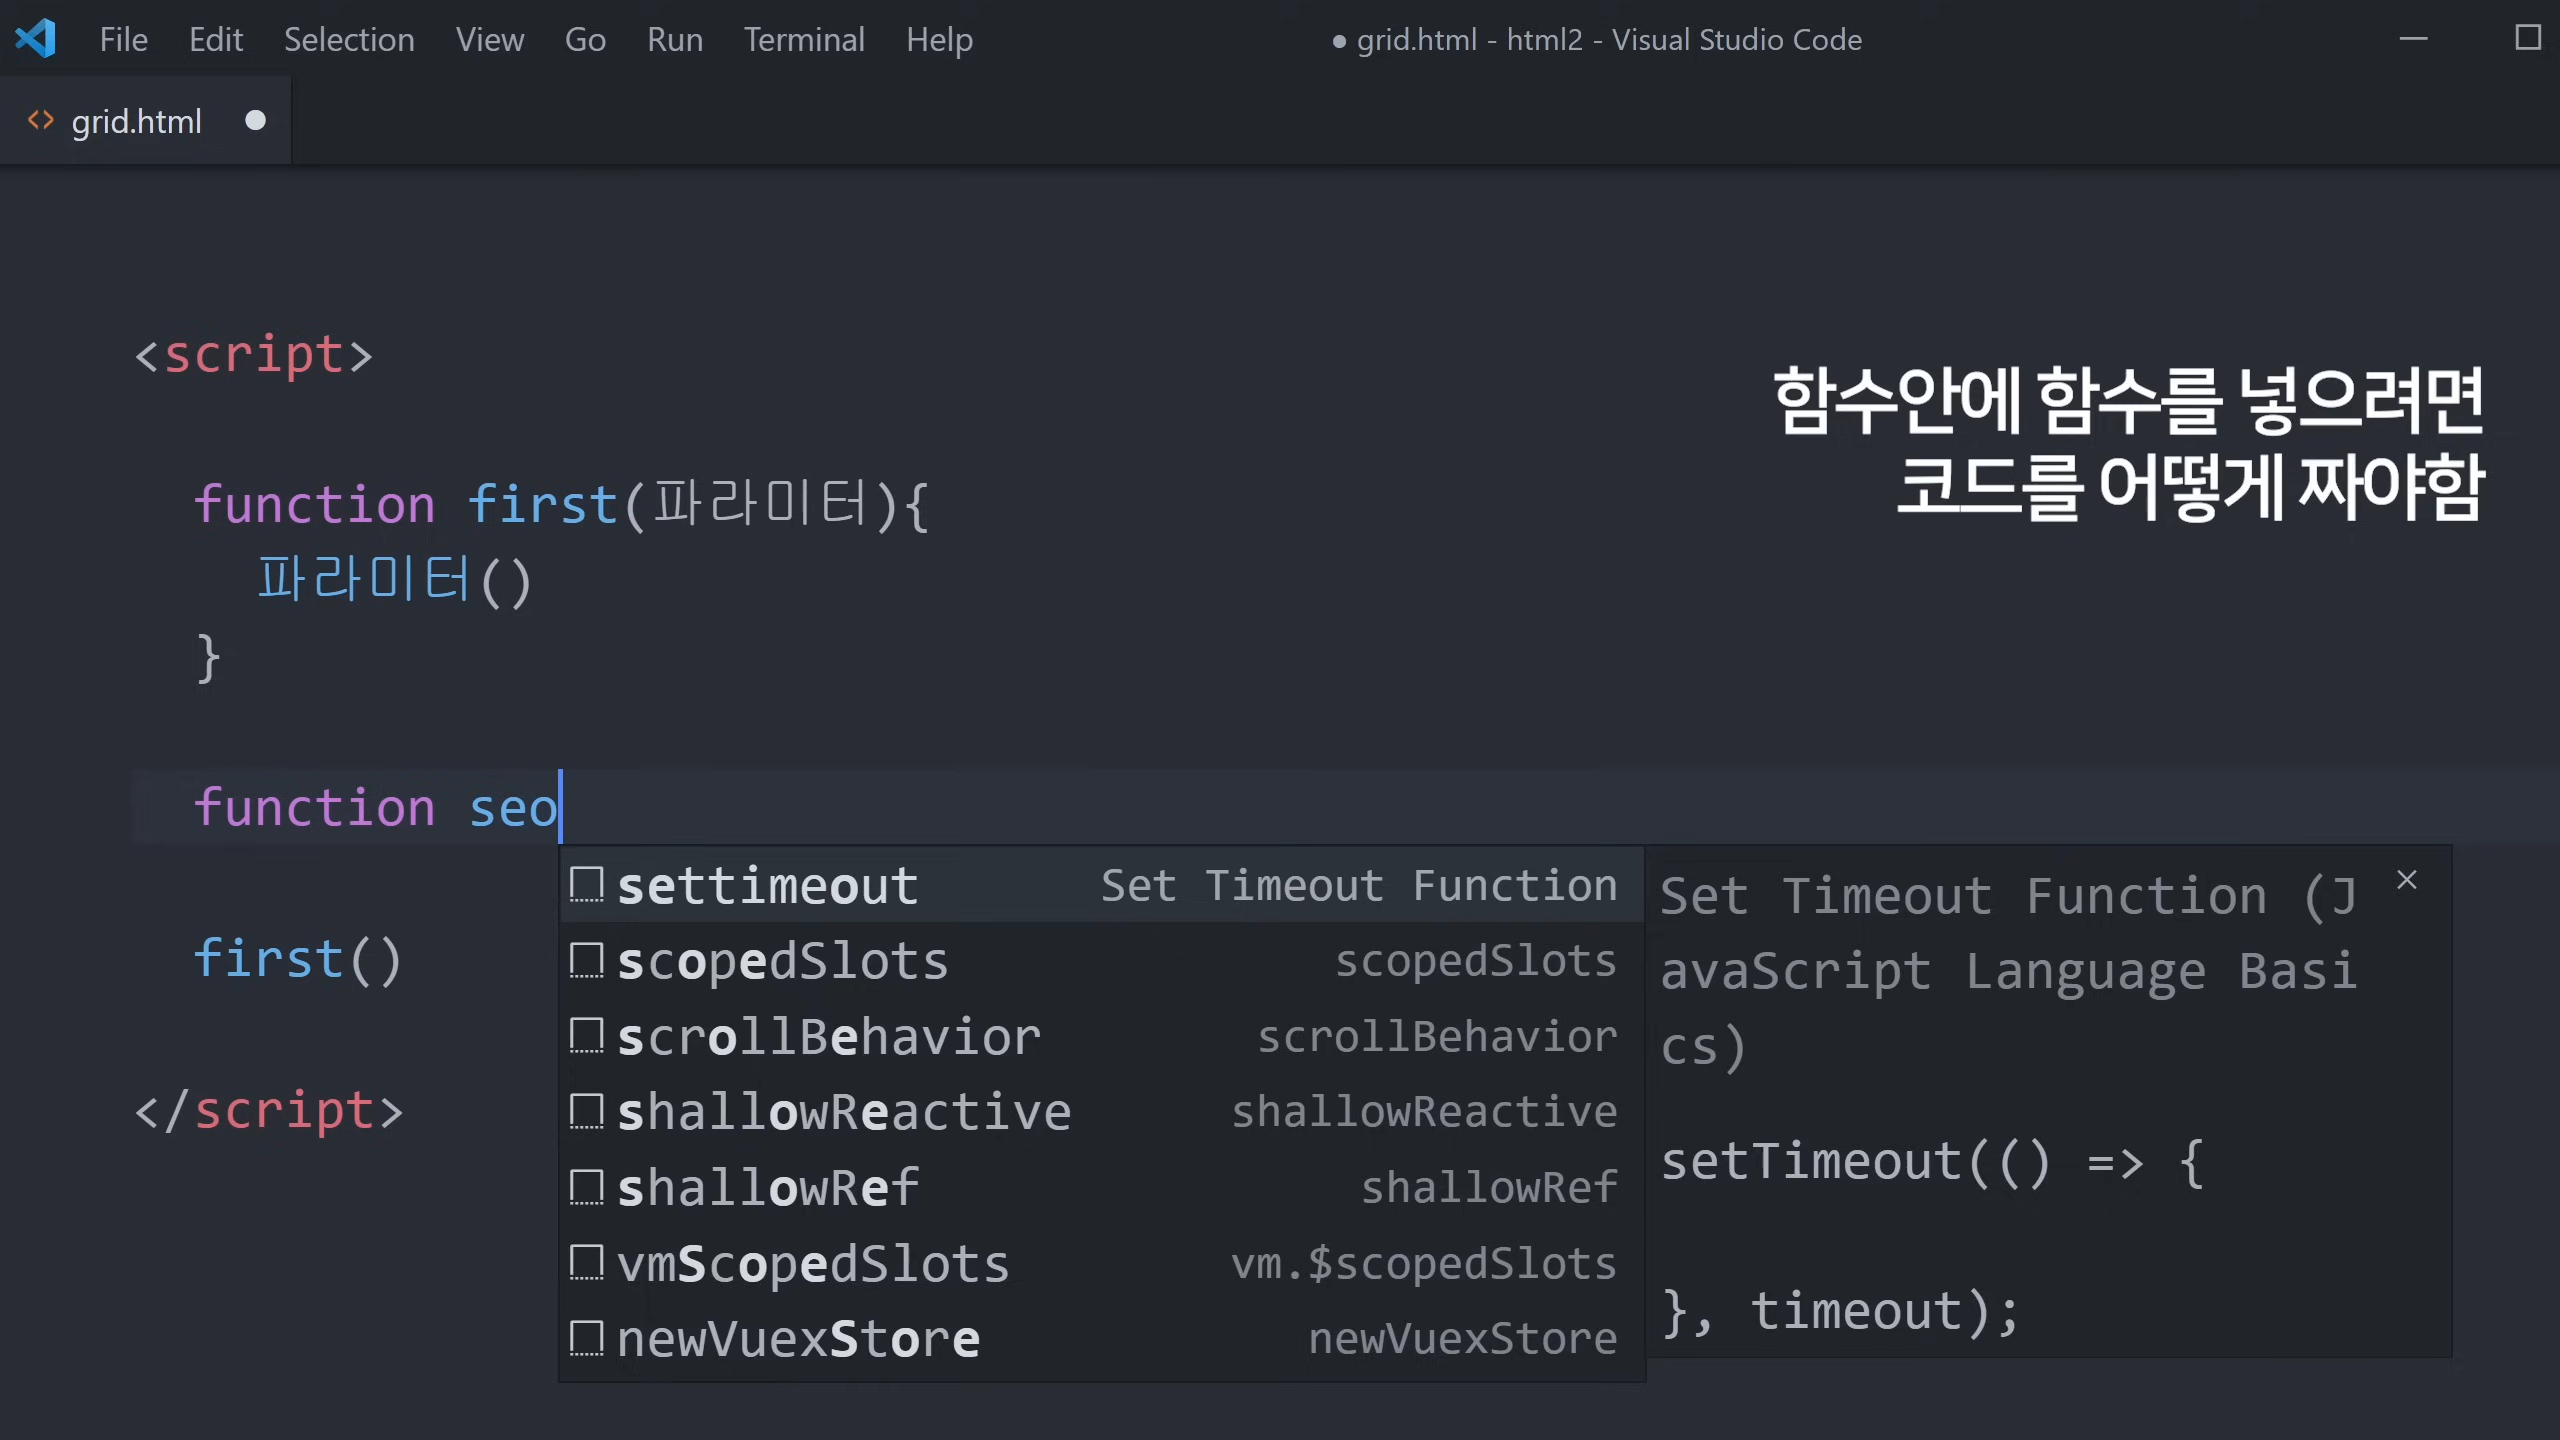 File Edit Selection View Go Run Terminal Help
● grid.html - html2 - Visual Studio Code
<> grid.html ●
<script>
함수안에 함수를 넣으려면
코드를 어떻게 짜야함
function first(파라미터){
파라미터()
}
function seo
first()
</script>
settimeout Set Timeout Function
scopedSlots scopedSlots
scrollBehavior scrollBehavior
shallowReactive shallowReactive
shallowRef shallowRef
vmScopedSlots vm.$scopedSlots
newVuexStore newVuexStore
Set Timeout Function (J
avaScript Language Basi
cs)
setTimeout(() => {
}, timeout);